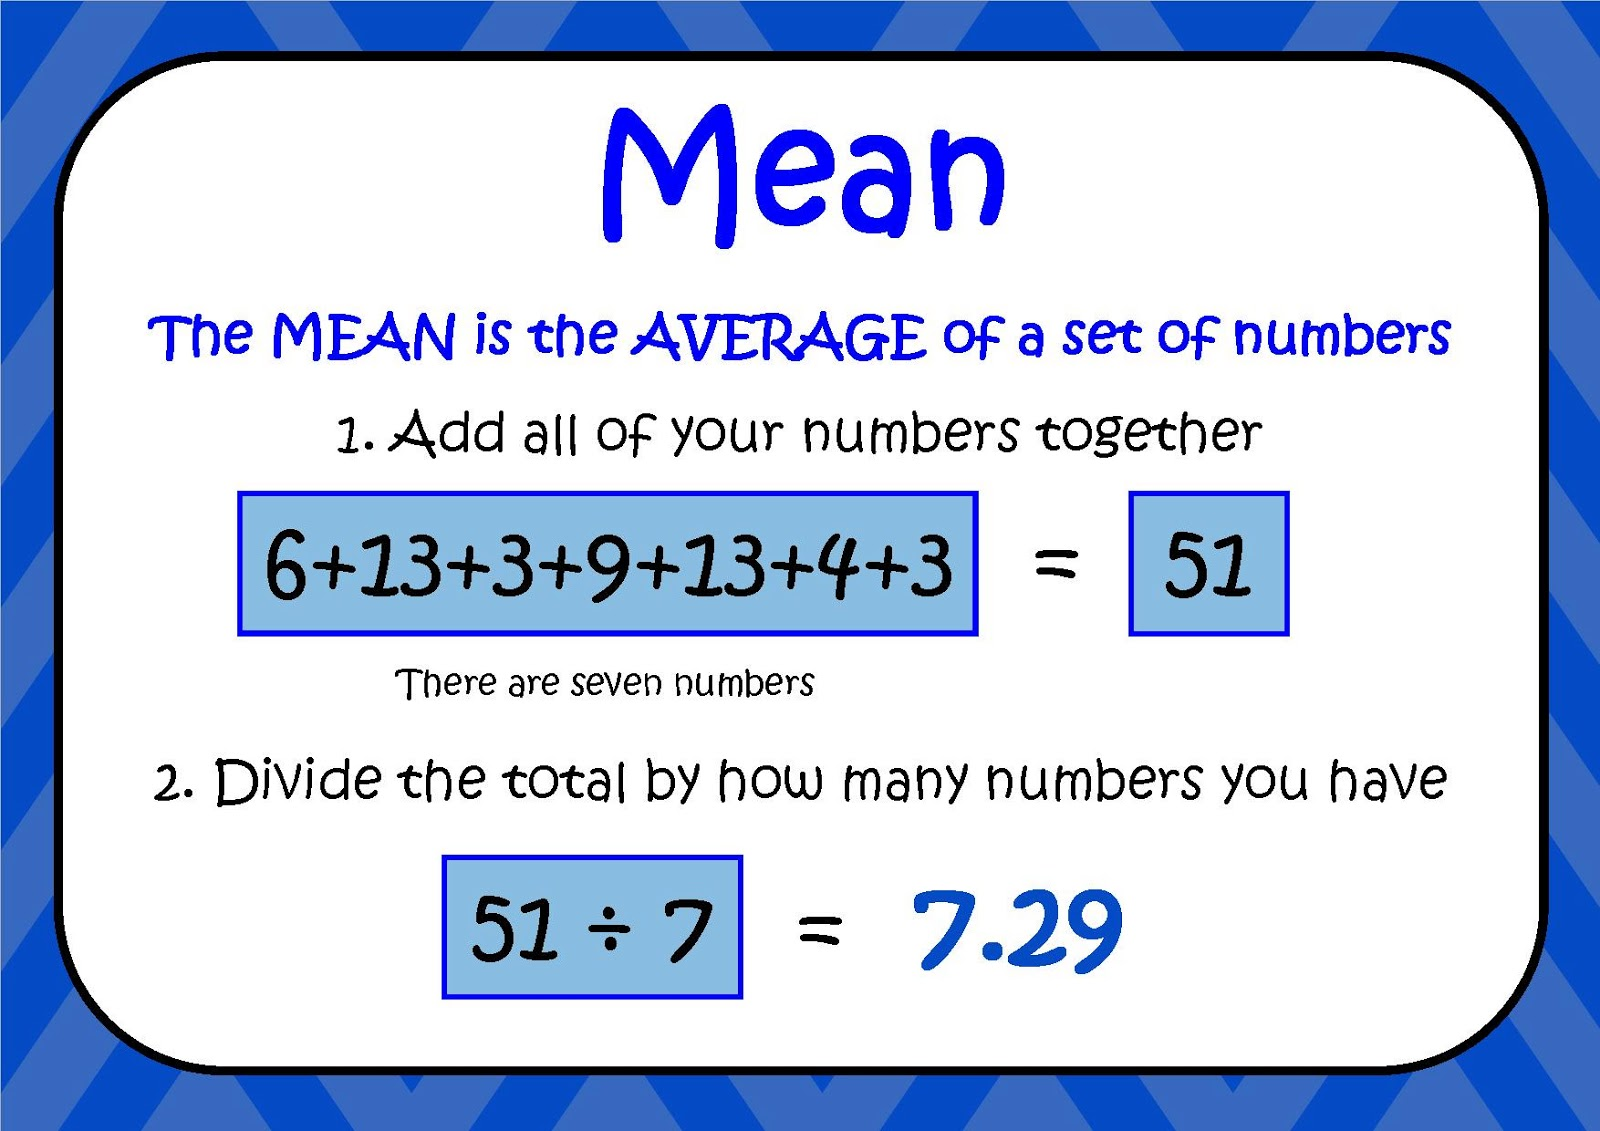 Mean
The MEAN is the AVERAGE of a set of numbers
1. Add all of your numbers together
6+13+3+9+13+4+3 = 51
There are seven numbers
2. Divide the total by how many numbers you have
51 ÷ 7 = 7.29